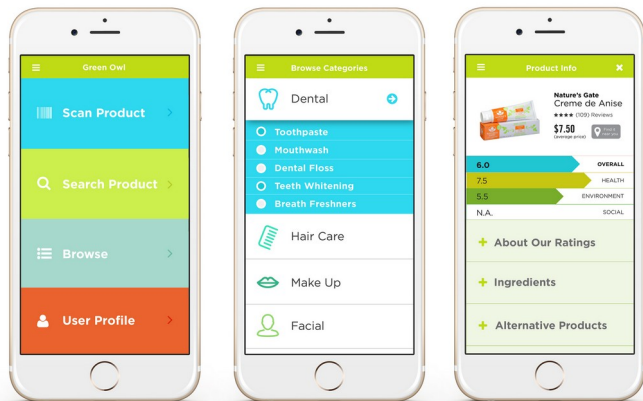 Green Owl
Scan Product
Search Product
Browse
User Profile
Browse Categories
Dental
Toothpaste
Mouthwash
Dental Floss
Teeth Whitening
Breath Freshners
Hair Care
Make Up
Facial
Product Info
Nature's Gate
Creme de Anise
(109) Reviews
$7.50
(average price)
6.0 OVERALL
7.5 HEALTH
5.5 ENVIRONMENT
N.A. SOCIAL
About Our Ratings
Ingredients
Alternative Products